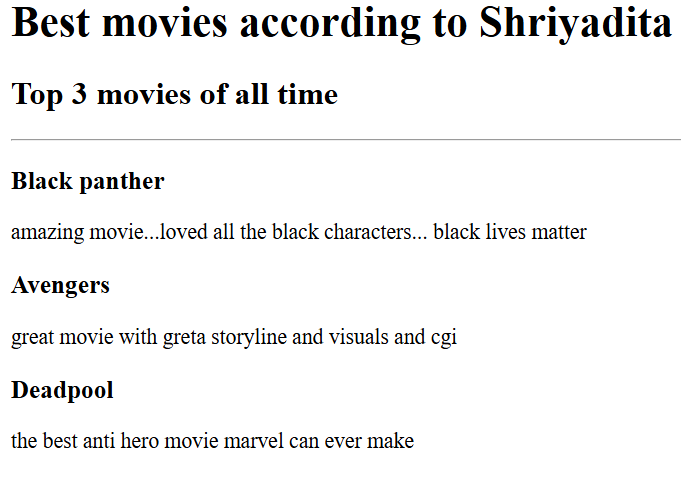 Best movies according to Shriyadita
Top 3 movies of all time
Black panther
amazing movie...loved all the black characters... black lives matter
Avengers
great movie with greta storyline and visuals and cgi
Deadpool
the best anti hero movie marvel can ever make